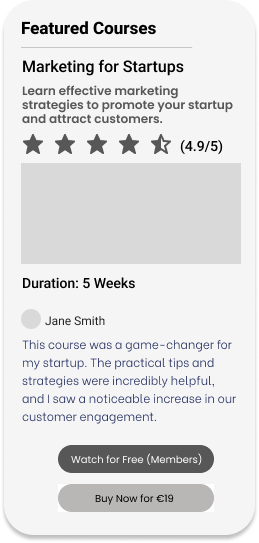 Featured Courses
Marketing for Startups
Learn effective marketing
strategies to promote your startup
and attract customers.
(4.9/5)
Duration: 5 Weeks
Jane Smith
This course was a game-changer for
my startup. The practical tips and
strategies were incredibly helpful,
and I saw a noticeable increase in our
customer engagement.
Watch for Free (Members)
Buy Now for €19